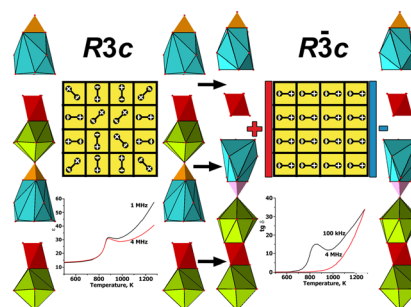 R3c
R3̄c
+
-
1 MHz
4 MHz
ε
60
50
40
30
20
10
600 800 1000 1200
Temperature, K
100 kHz
4 MHz
tg δ
30
20
10
0
400 600 800 1000 1200
Temperature, K